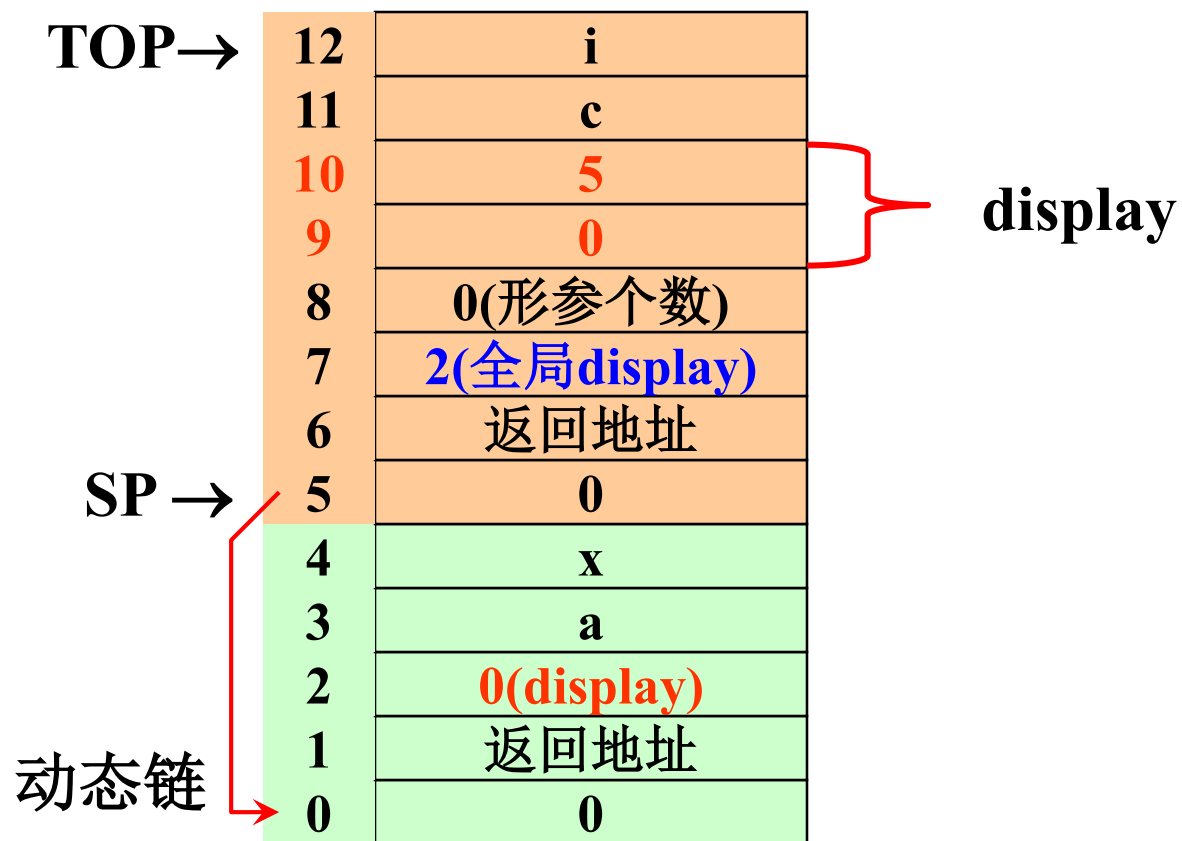 TOP→ 12 i
11 c
10 5
display
9 0
8 0(形参个数)
7 2(全局display)
6 返回地址
SP → 5 0
4 x
3 a
2 0(display)
1 返回地址
动态链
0 0